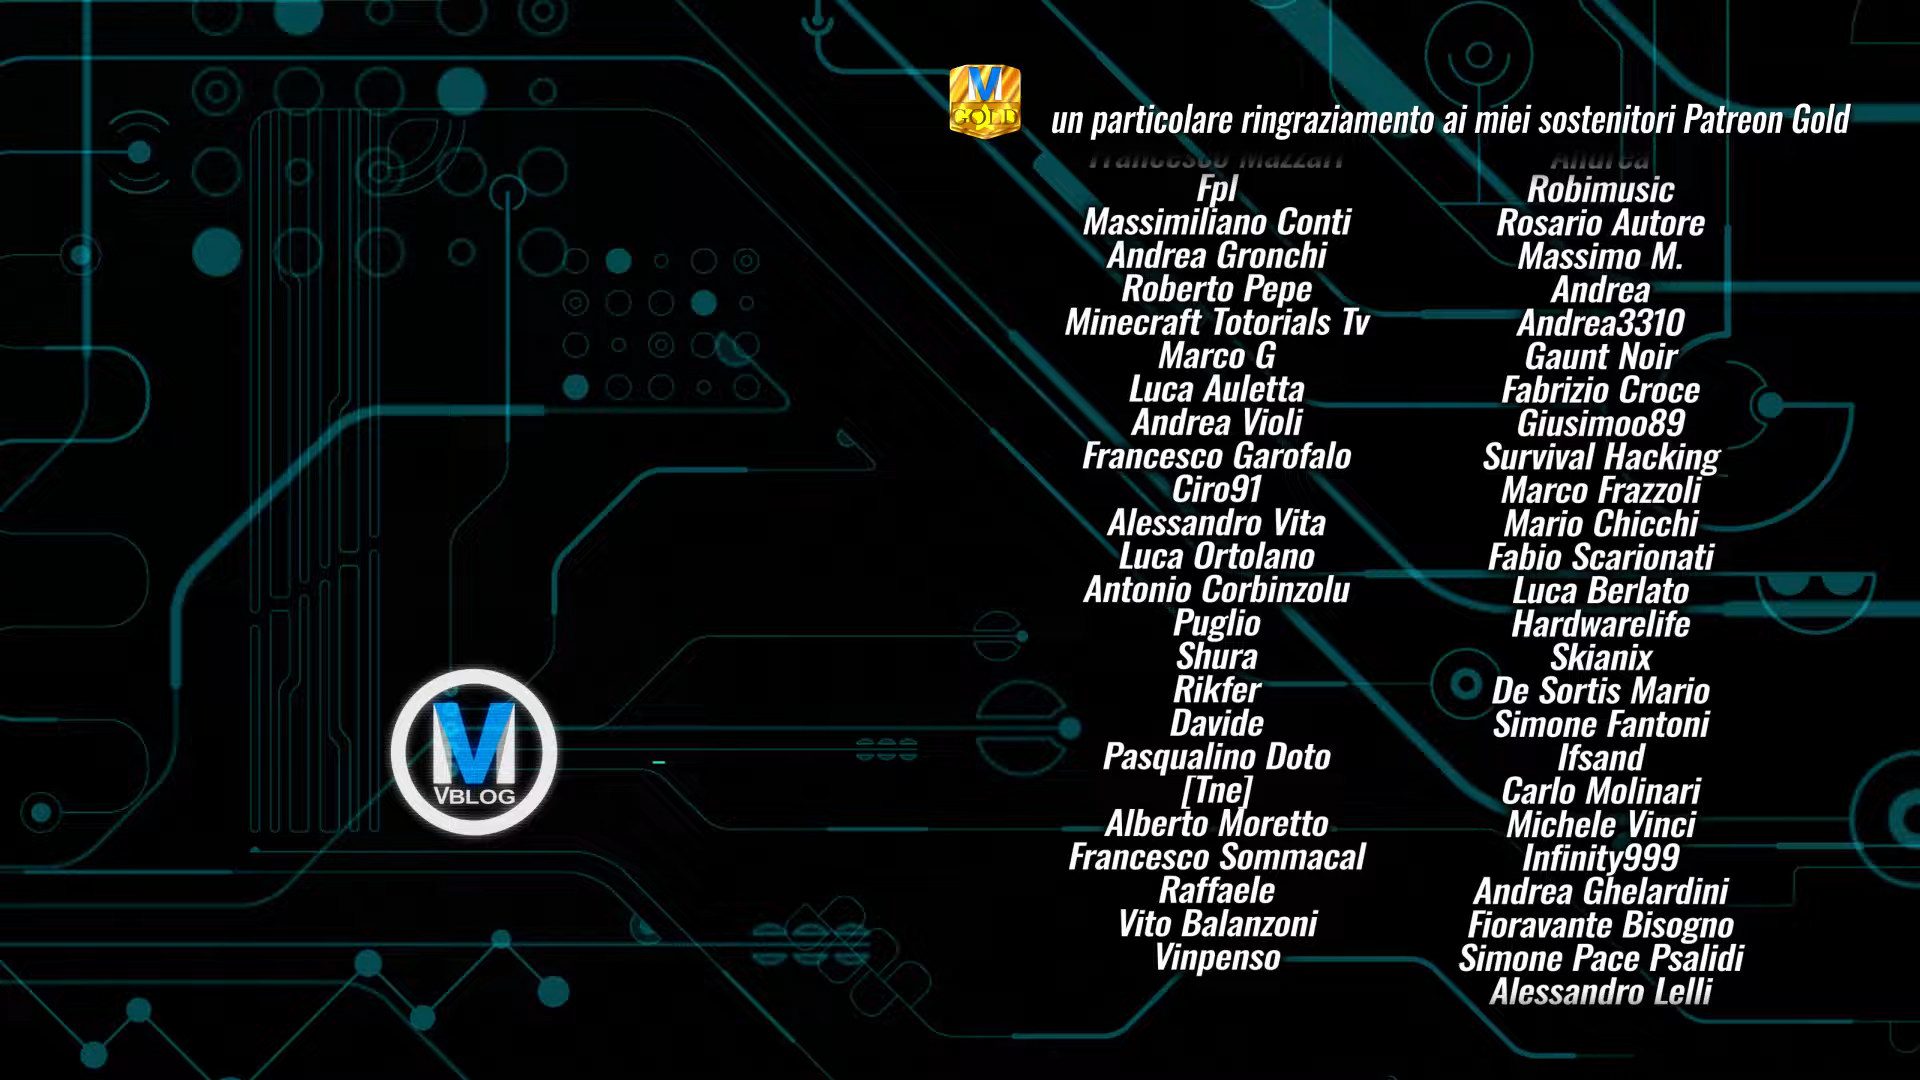 V
GOLD
un particolare ringraziamento ai miei sostenitori Patreon Gold
Francesco Mazzari
Fpl
Massimiliano Conti
Andrea Gronchi
Roberto Pepe
Minecraft Totorials Tv
Marco G
Luca Auletta
Andrea Violi
Francesco Garofalo
Ciro91
Alessandro Vita
Luca Ortolano
Antonio Corbinzolu
Puglio
Shura
Rikfer
Davide
Pasqualino Doto
[Tne]
Alberto Moretto
Francesco Sommacal
Raffaele
Vito Balanzoni
Vinpenso
Andrea
Robimusic
Rosario Autore
Massimo M.
Andrea
Andrea3310
Gaunt Noir
Fabrizio Croce
Giusimoo89
Survival Hacking
Marco Frazzoli
Mario Chicchi
Fabio Scarionati
Luca Berlato
Hardwarelife
Skianix
De Sortis Mario
Simone Fantoni
Ifsand
Carlo Molinari
Michele Vinci
Infinity999
Andrea Ghelardini
Fioravante Bisogno
Simone Pace Psalidi
Alessandro Lelli
V
VBLOG